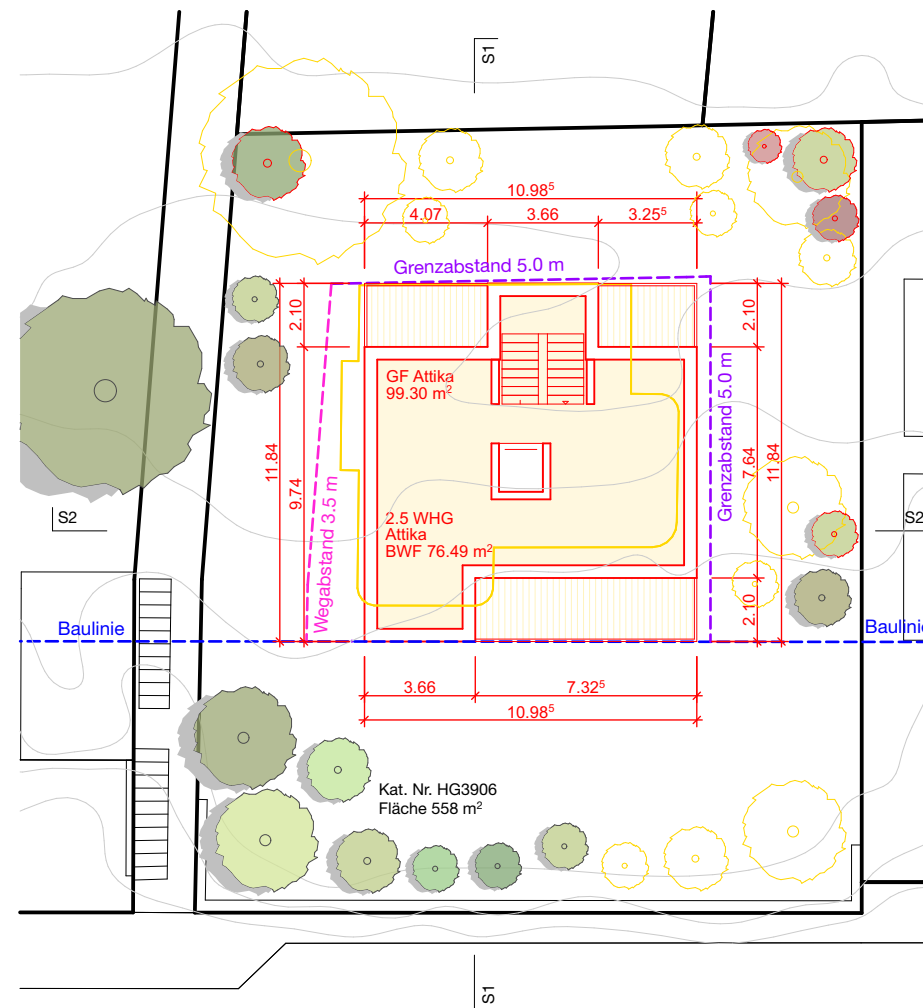 S1
10.98⁵
4.07
3.66
3.25⁵
Grenzabstand 5.0 m
2.10
2.10
GF Attika
99.30 m²
Grenzabstand 5.0 m
11.84
9.74
7.64
11.84
Wegabstand 3.5 m
2.5 WHG
Attika
BWF 76.49 m²
S2
S2
2.10
Baulinie
Baulinie
3.66
7.32⁵
10.98⁵
Kat. Nr. HG3906
Fläche 558 m²
S1